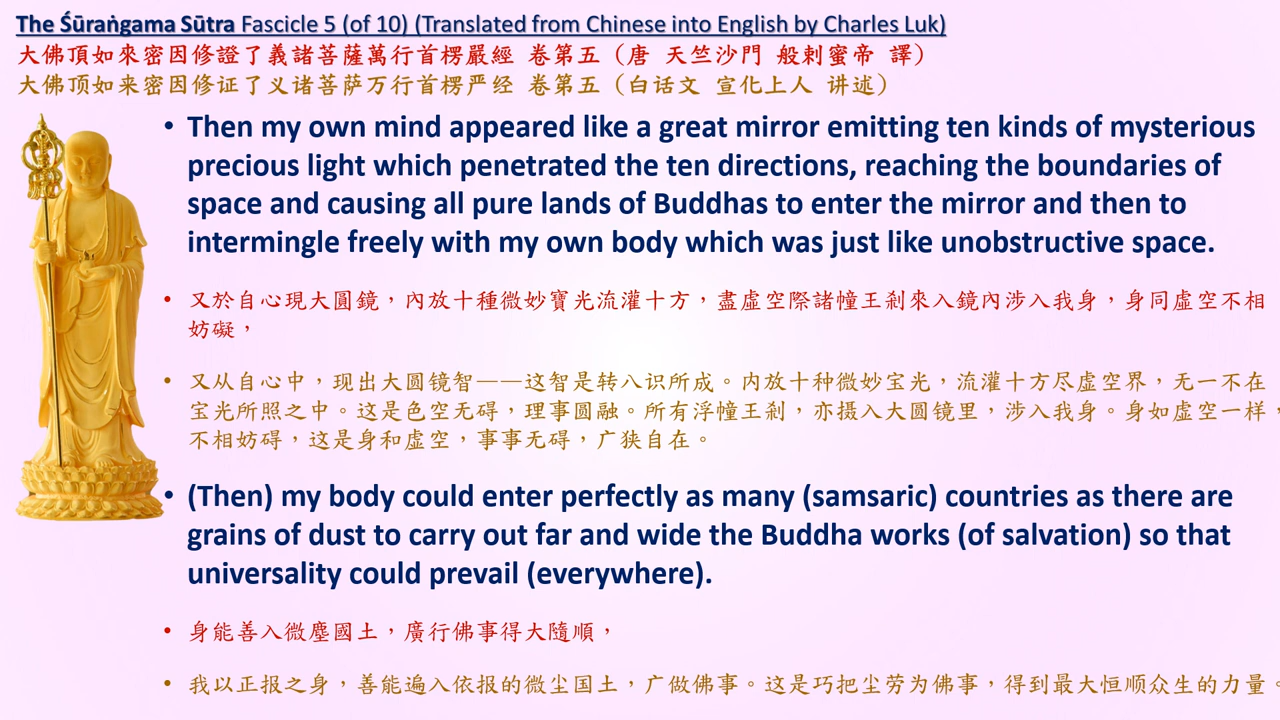 The Śūraṅgama Sūtra Fascicle 5 (of 10) (Translated from Chinese into English by Charles Luk)
大佛頂如來密因修證了義諸菩薩萬行首楞嚴經 卷第五（唐 天竺沙門 般剌蜜帝 譯）
大佛顶如来密因修证了义诸菩萨万行首楞严经 卷第五（白话文 宣化上人 讲述）
• Then my own mind appeared like a great mirror emitting ten kinds of mysterious
precious light which penetrated the ten directions, reaching the boundaries of
space and causing all pure lands of Buddhas to enter the mirror and then to
intermingle freely with my own body which was just like unobstructive space.
• 又於自心現大圓鏡，內放十種微妙寶光流灌十方，盡虛空際諸幢王剎來入鏡內涉入我身，身同虛空不相
妨礙，
• 又从自心中，现出大圆镜智——这智是转八识所成。内放十种微妙宝光，流灌十方尽虚空界，无一不在
宝光所照之中。这是色空无碍，理事圆融。所有浮幢王刹，亦摄入大圆镜里，涉入我身。身如虚空一样，
不相妨碍，这是身和虚空，事事无碍，广狭自在。
• (Then) my body could enter perfectly as many (samsaric) countries as there are
grains of dust to carry out far and wide the Buddha works (of salvation) so that
universality could prevail (everywhere).
• 身能善入微塵國土，廣行佛事得大隨順，
• 我以正报之身，善能遍入依报的微尘国土，广做佛事。这是巧把尘劳为佛事，得到最大恒顺众生的力量。